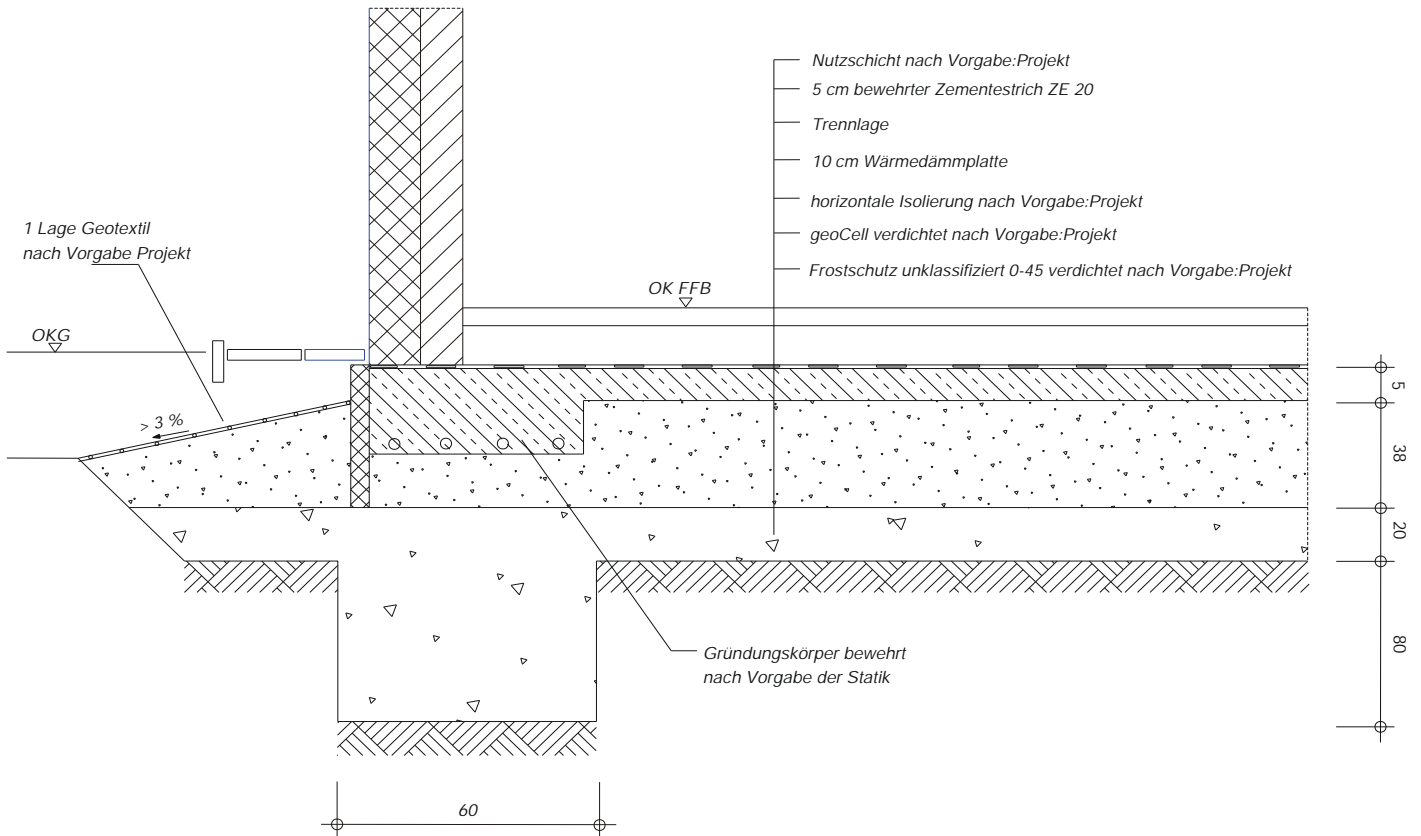 Nutzschicht nach Vorgabe:Projekt
5 cm bewehrter Zementestrich ZE 20
Trennlage
10 cm Wärmedämmplatte
horizontale Isolierung nach Vorgabe:Projekt
geoCell verdichtet nach Vorgabe:Projekt
Frostschutz unklassifiziert 0-45 verdichtet nach Vorgabe:Projekt
1 Lage Geotextil
nach Vorgabe Projekt
OK FFB
OKG
> 3 %
5
38
20
80
Gründungskörper bewehrt
nach Vorgabe der Statik
60